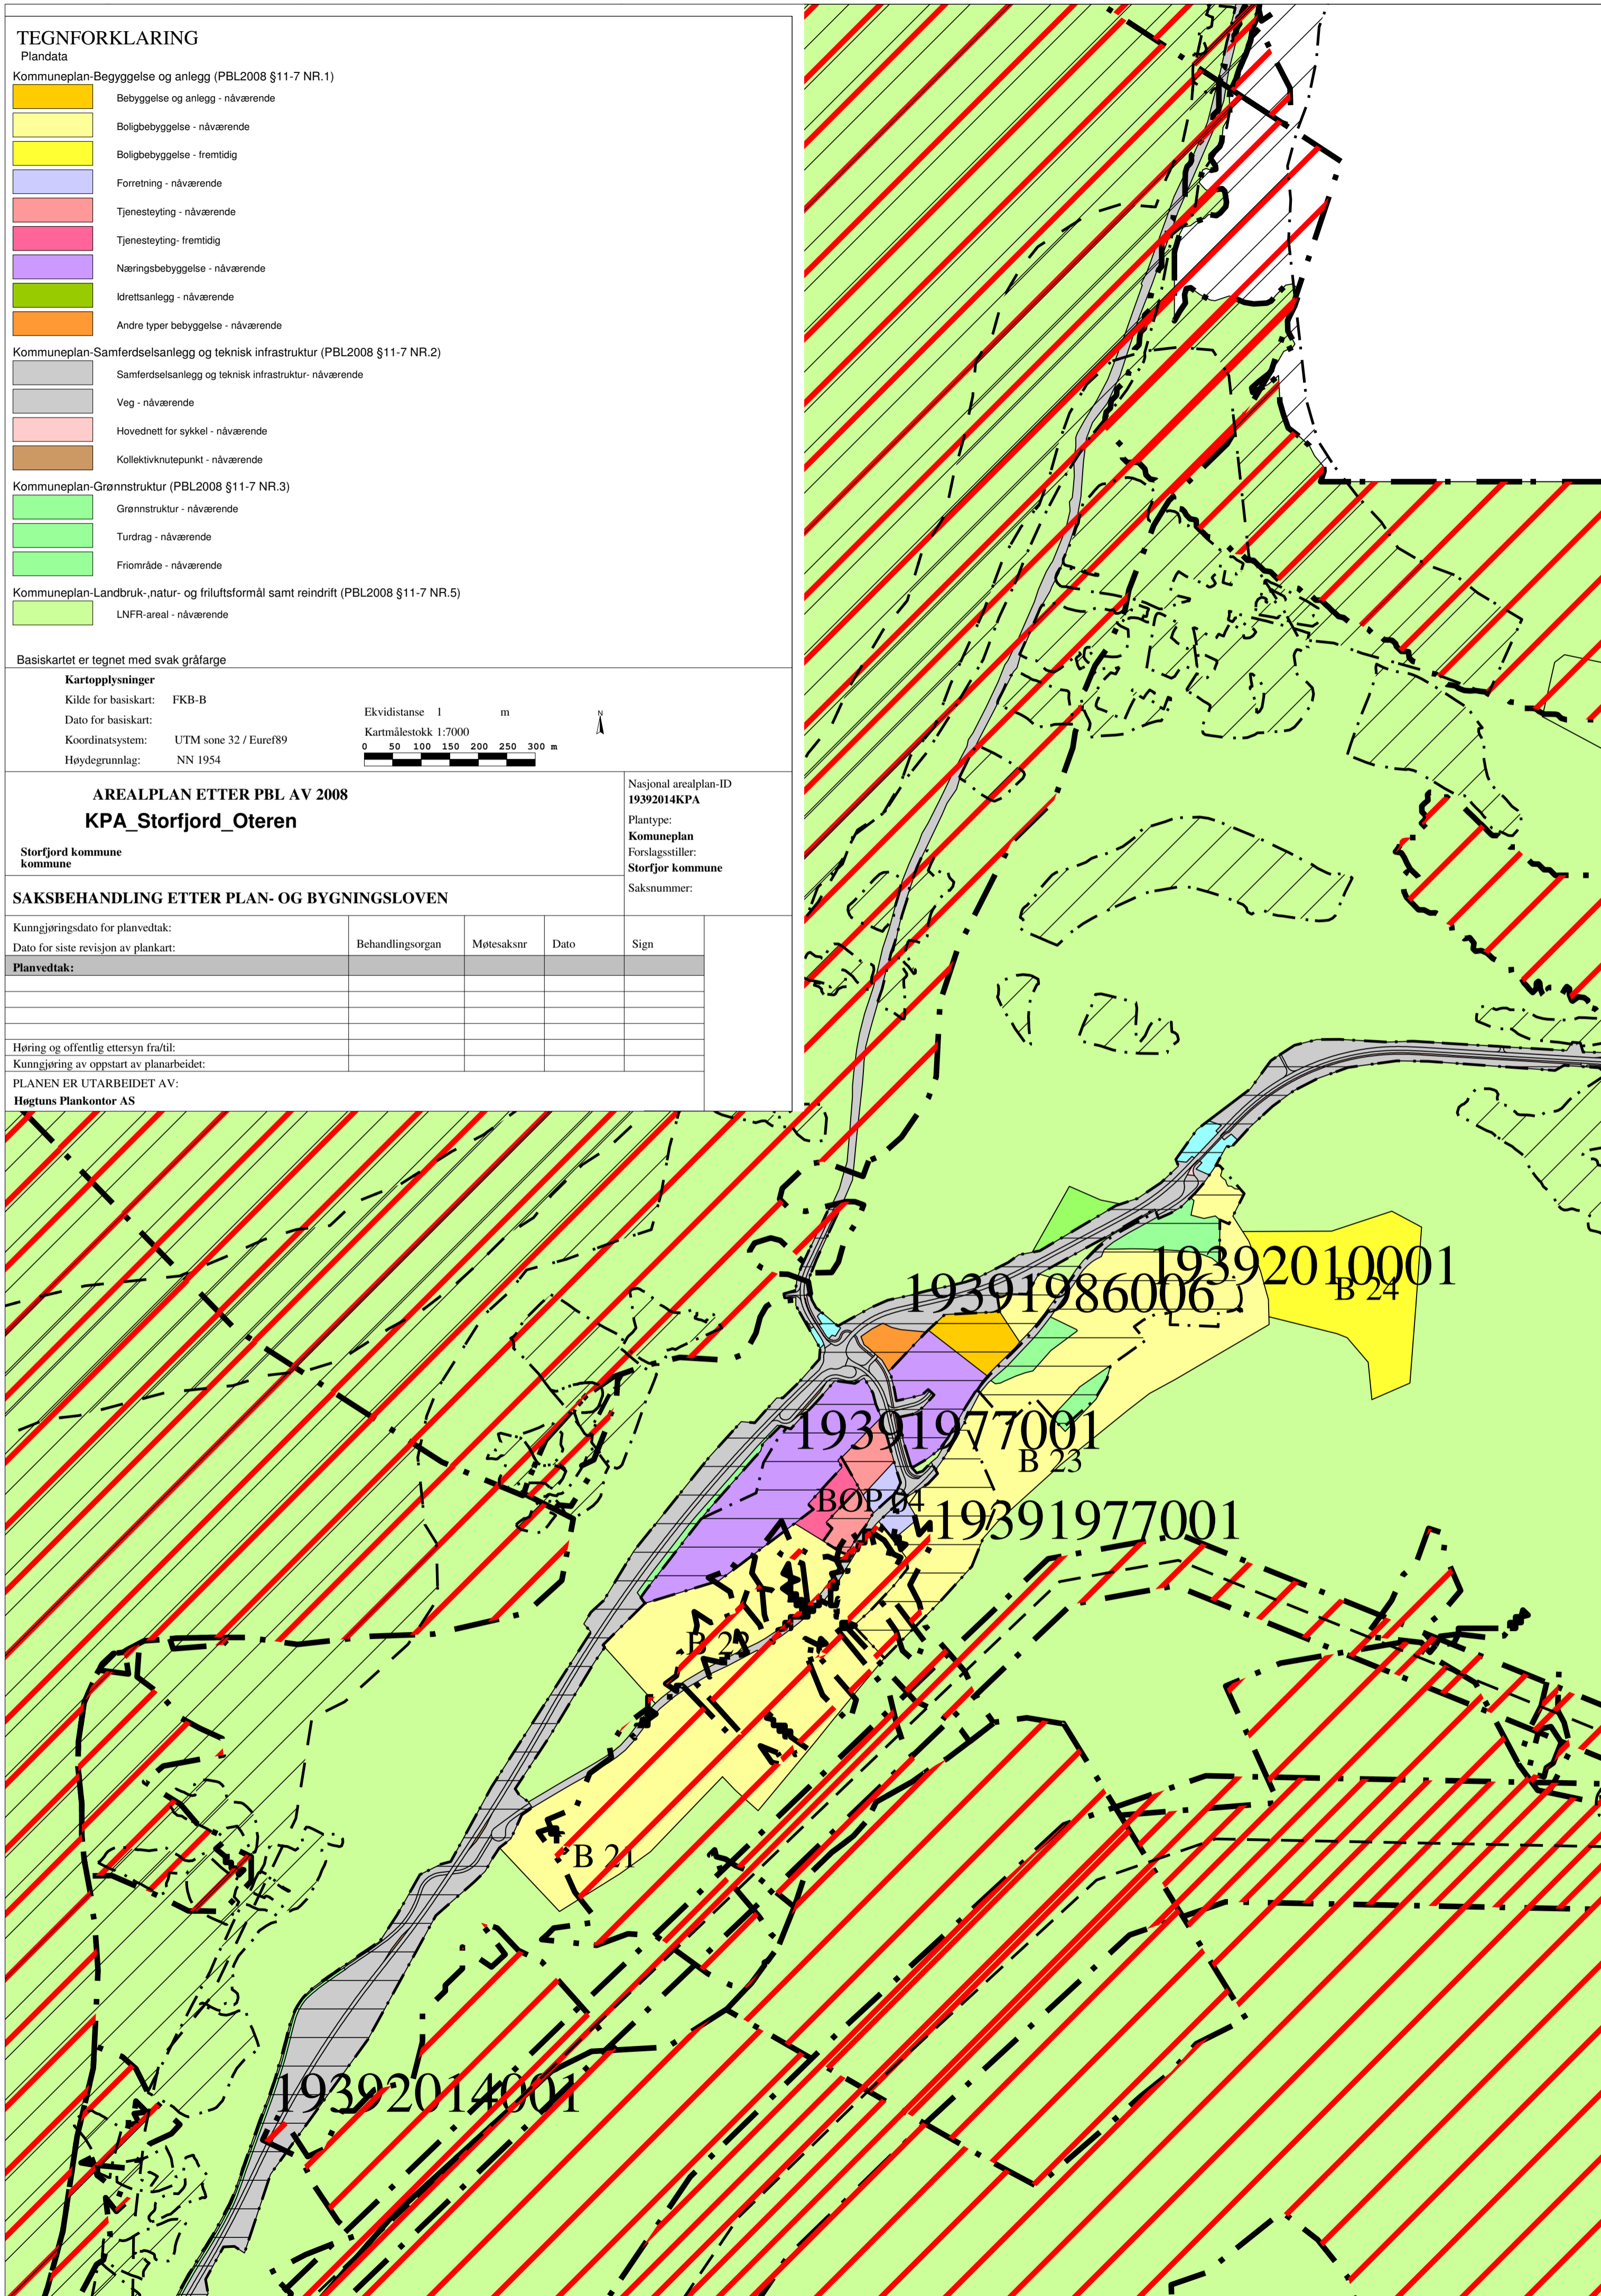 TEGNFORKLARING
Plandata
Kommuneplan-Begyggelse og anlegg (PBL2008 §11-7 NR.1)
Bebyggelse og anlegg - nåværende
Boligbebyggelse - nåværende
Boligbebyggelse - fremtidig
Forretning - nåværende
Tjenesteyting - nåværende
Tjenesteyting- fremtidig
Næringsbebyggelse - nåværende
Idrettsanlegg - nåværende
Andre typer bebyggelse - nåværende
Kommuneplan-Samferdselsanlegg og teknisk infrastruktur (PBL2008 §11-7 NR.2)
Samferdselsanlegg og teknisk infrastruktur- nåværende
Veg - nåværende
Hovednett for sykkel - nåværende
Kollektivknutepunkt - nåværende
Kommuneplan-Grønnstruktur (PBL2008 §11-7 NR.3)
Grønnstruktur - nåværende
Turdrag - nåværende
Friområde - nåværende
Kommuneplan-Landbruk-,natur- og friluftsformål samt reindrift (PBL2008 §11-7 NR.5)
LNFR-areal - nåværende
Basiskartet er tegnet med svak gråfarge
Kartopplysninger
Kilde for basiskart: FKB-B
Dato for basiskart:
Koordinatsystem: UTM sone 32 / Euref89
Høydegrunnlag: NN 1954
Ekvidistanse 1 m
Kartmålestokk 1:7000
0 50 100 150 200 250 300 m
N
AREALPLAN ETTER PBL AV 2008
KPA_Storfjord_Oteren
Storfjord kommune
kommune
Nasjonal arealplan-ID
19392014KPA
Plantype:
Komuneplan
Forslagsstiller:
Storfjor kommune
Saksnummer:
SAKSBEHANDLING ETTER PLAN- OG BYGNINGSLOVEN
Kunngjøringsdato for planvedtak:
Dato for siste revisjon av plankart:
Behandlingsorgan Møtesaksnr Dato Sign
Planvedtak:
Høring og offentlig ettersyn fra/til:
Kunngjøring av oppstart av planarbeidet:
PLANEN ER UTARBEIDET AV:
Høgtuns Plankontor AS
19392010001
B 24
19391986006
19391977001
B 23
BOP 04
19391977001
B 22
B 21
19392014001